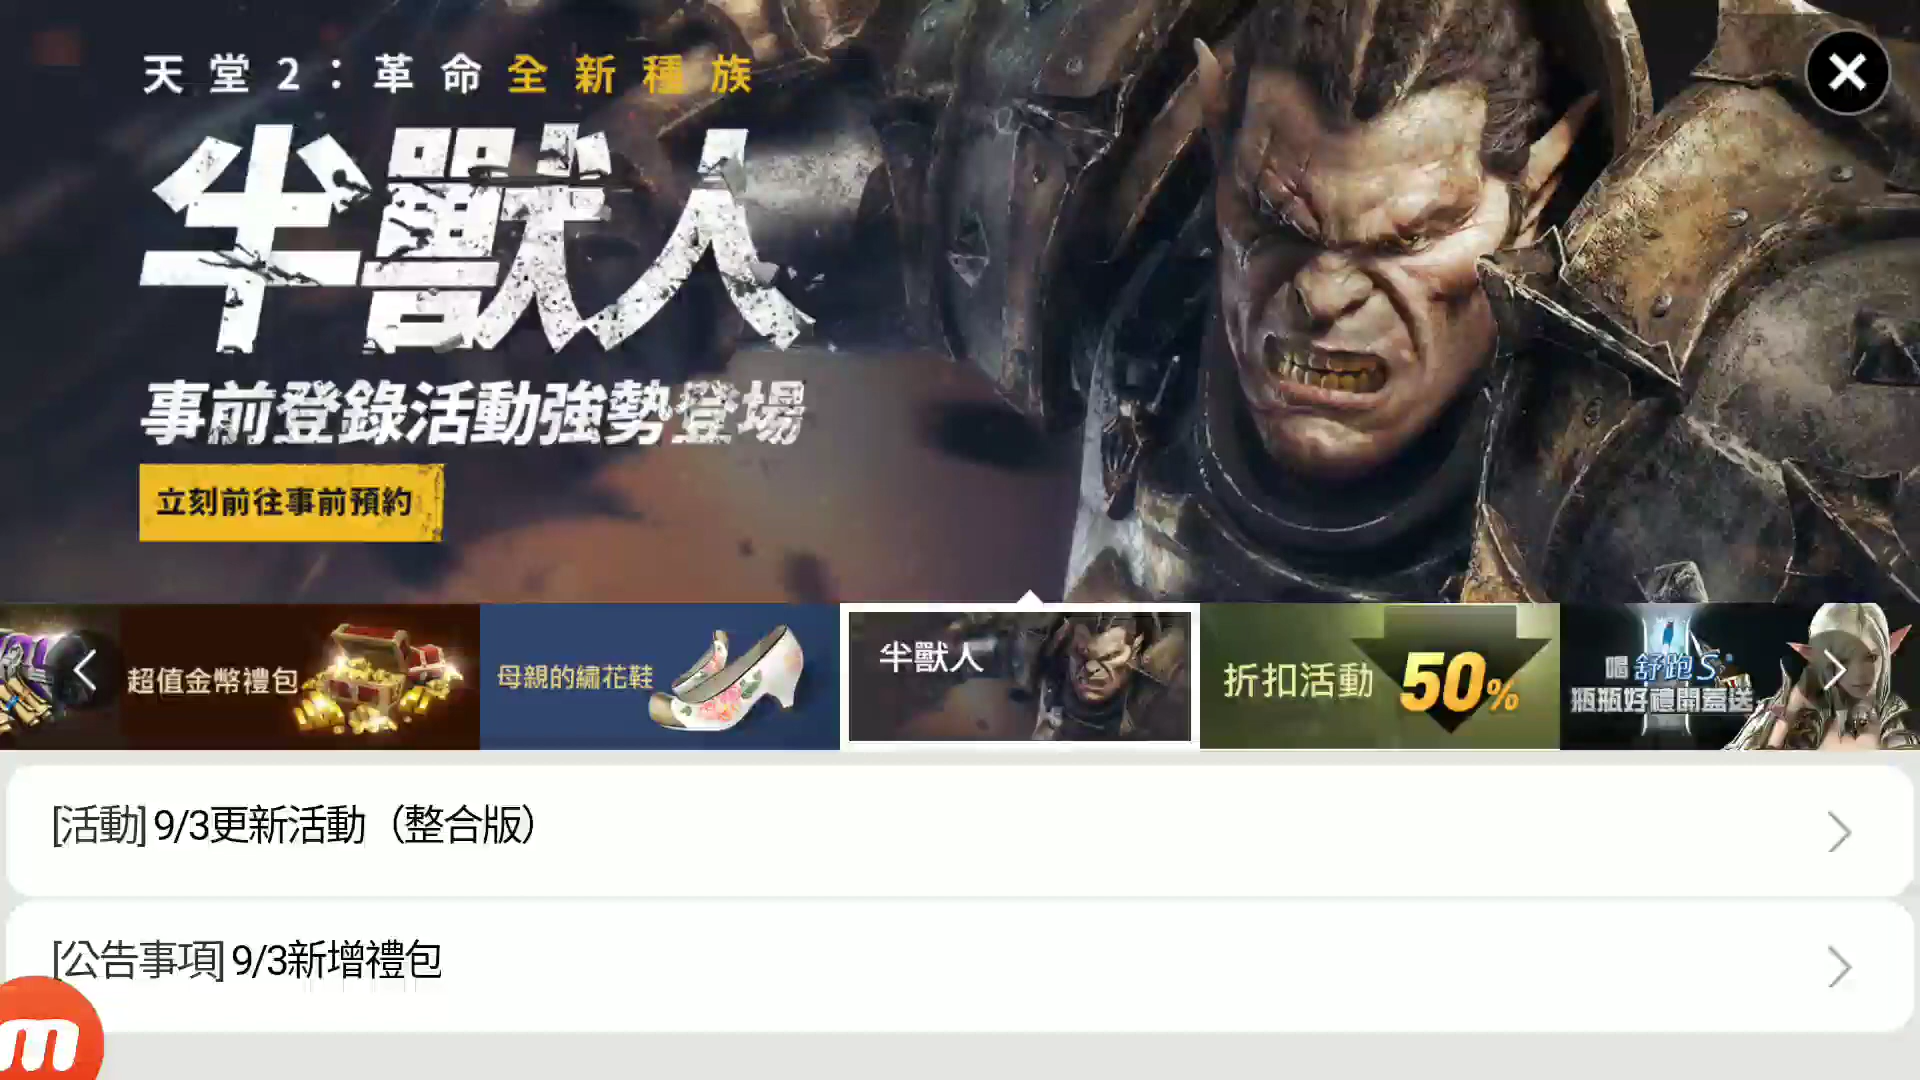 天堂2：革命全新種族
半獸人
事前登錄活動強勢登場
立刻前往事前預約
超值金幣禮包
母親的繡花鞋
半獸人
折扣活動 50%
喝舒跑S
瓶瓶好禮開蓋送
[活動] 9/3更新活動（整合版）
[公告事項] 9/3新增禮包
m